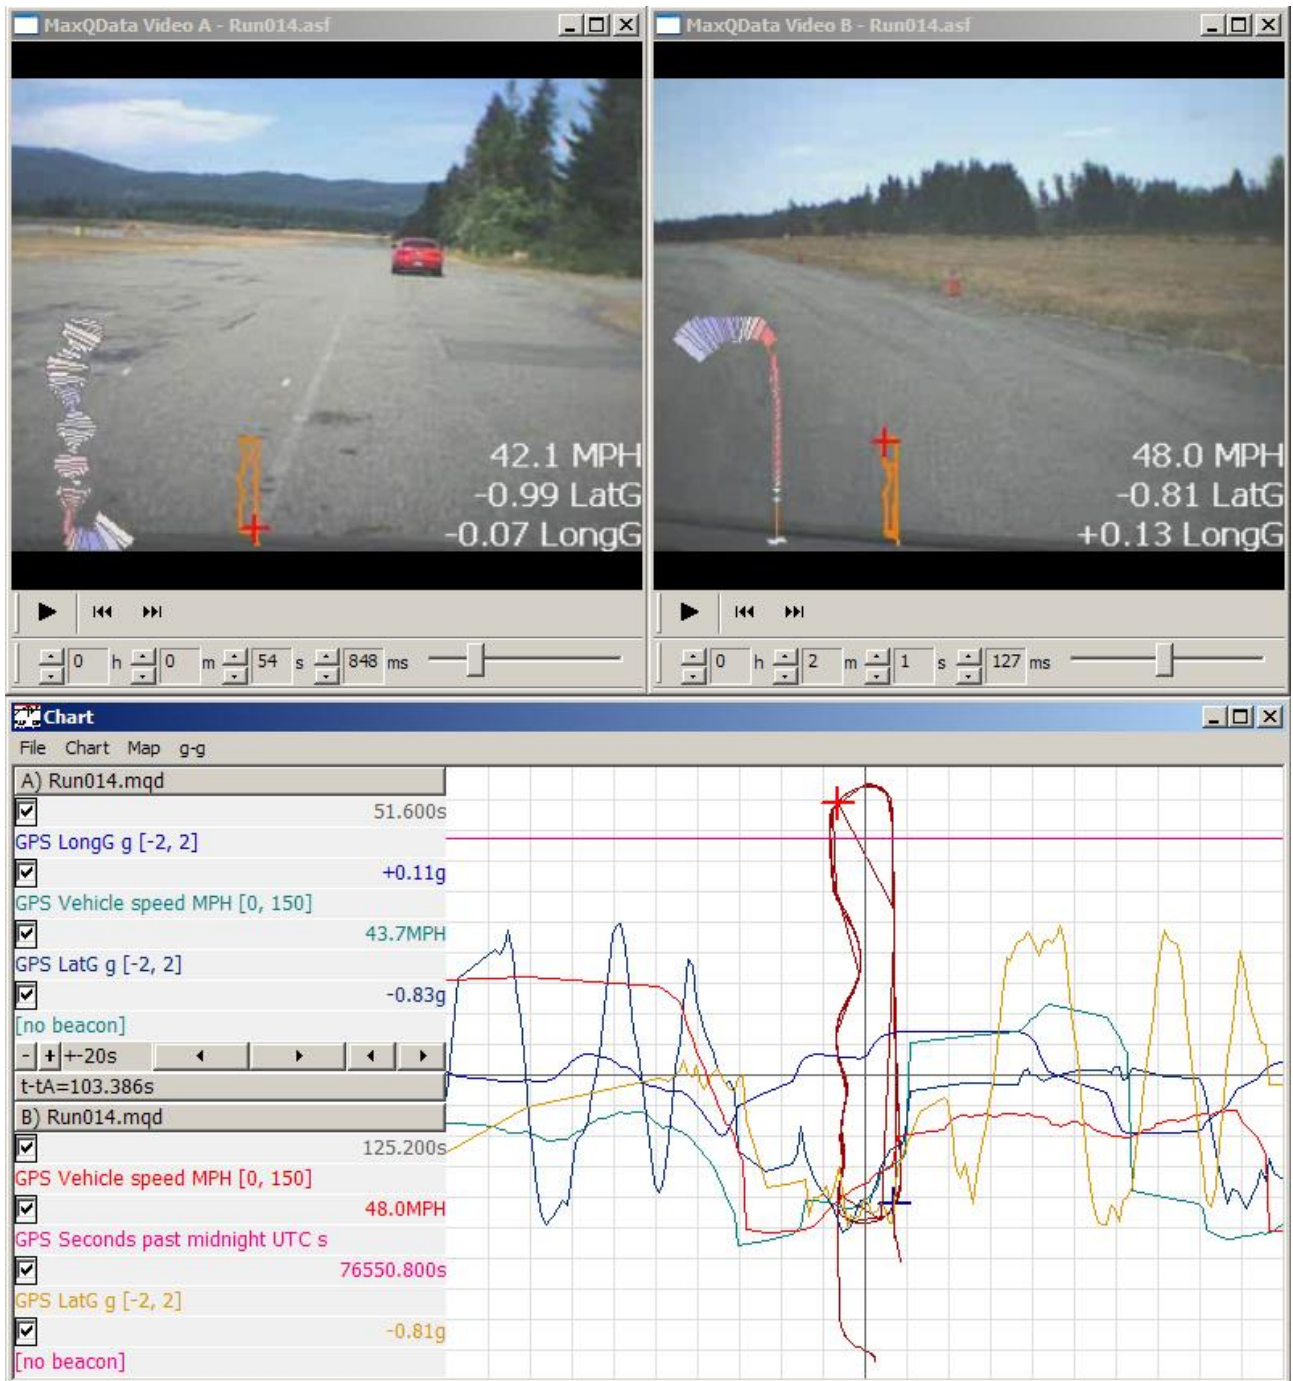 MaxQData Video A - Run014.asf
42.1 MPH
-0.99 LatG
-0.07 LongG
0 h 0 m 54 s 848 ms
MaxQData Video B - Run014.asf
48.0 MPH
-0.81 LatG
+0.13 LongG
0 h 2 m 1 s 127 ms
Chart
File Chart Map g-g
A) Run014.mqd
51.600s
GPS LongG g [-2, 2]
+0.11g
GPS Vehicle speed MPH [0, 150]
43.7MPH
GPS LatG g [-2, 2]
-0.83g
[no beacon]
- + +-20s
t-tA=103.386s
B) Run014.mqd
125.200s
GPS Vehicle speed MPH [0, 150]
48.0MPH
GPS Seconds past midnight UTC s
76550.800s
GPS LatG g [-2, 2]
-0.81g
[no beacon]